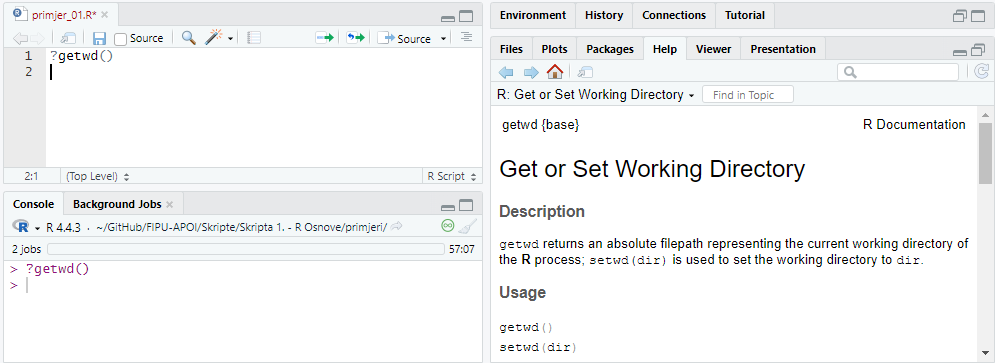 primjer_01.R*
Source
Source
1 ?getwd()
2
2:1 (Top Level) R Script
Console Background Jobs
R 4.4.3 · ~/GitHub/FIPU-APOI/Skripte/Skripta 1. - R Osnove/primjeri/
2 jobs 57:07
> ?getwd()
>
Environment History Connections Tutorial
Files Plots Packages Help Viewer Presentation
R: Get or Set Working Directory Find in Topic
getwd {base} R Documentation
Get or Set Working Directory
Description
getwd returns an absolute filepath representing the current working directory of
the R process; setwd(dir) is used to set the working directory to dir.
Usage
getwd()
setwd(dir)